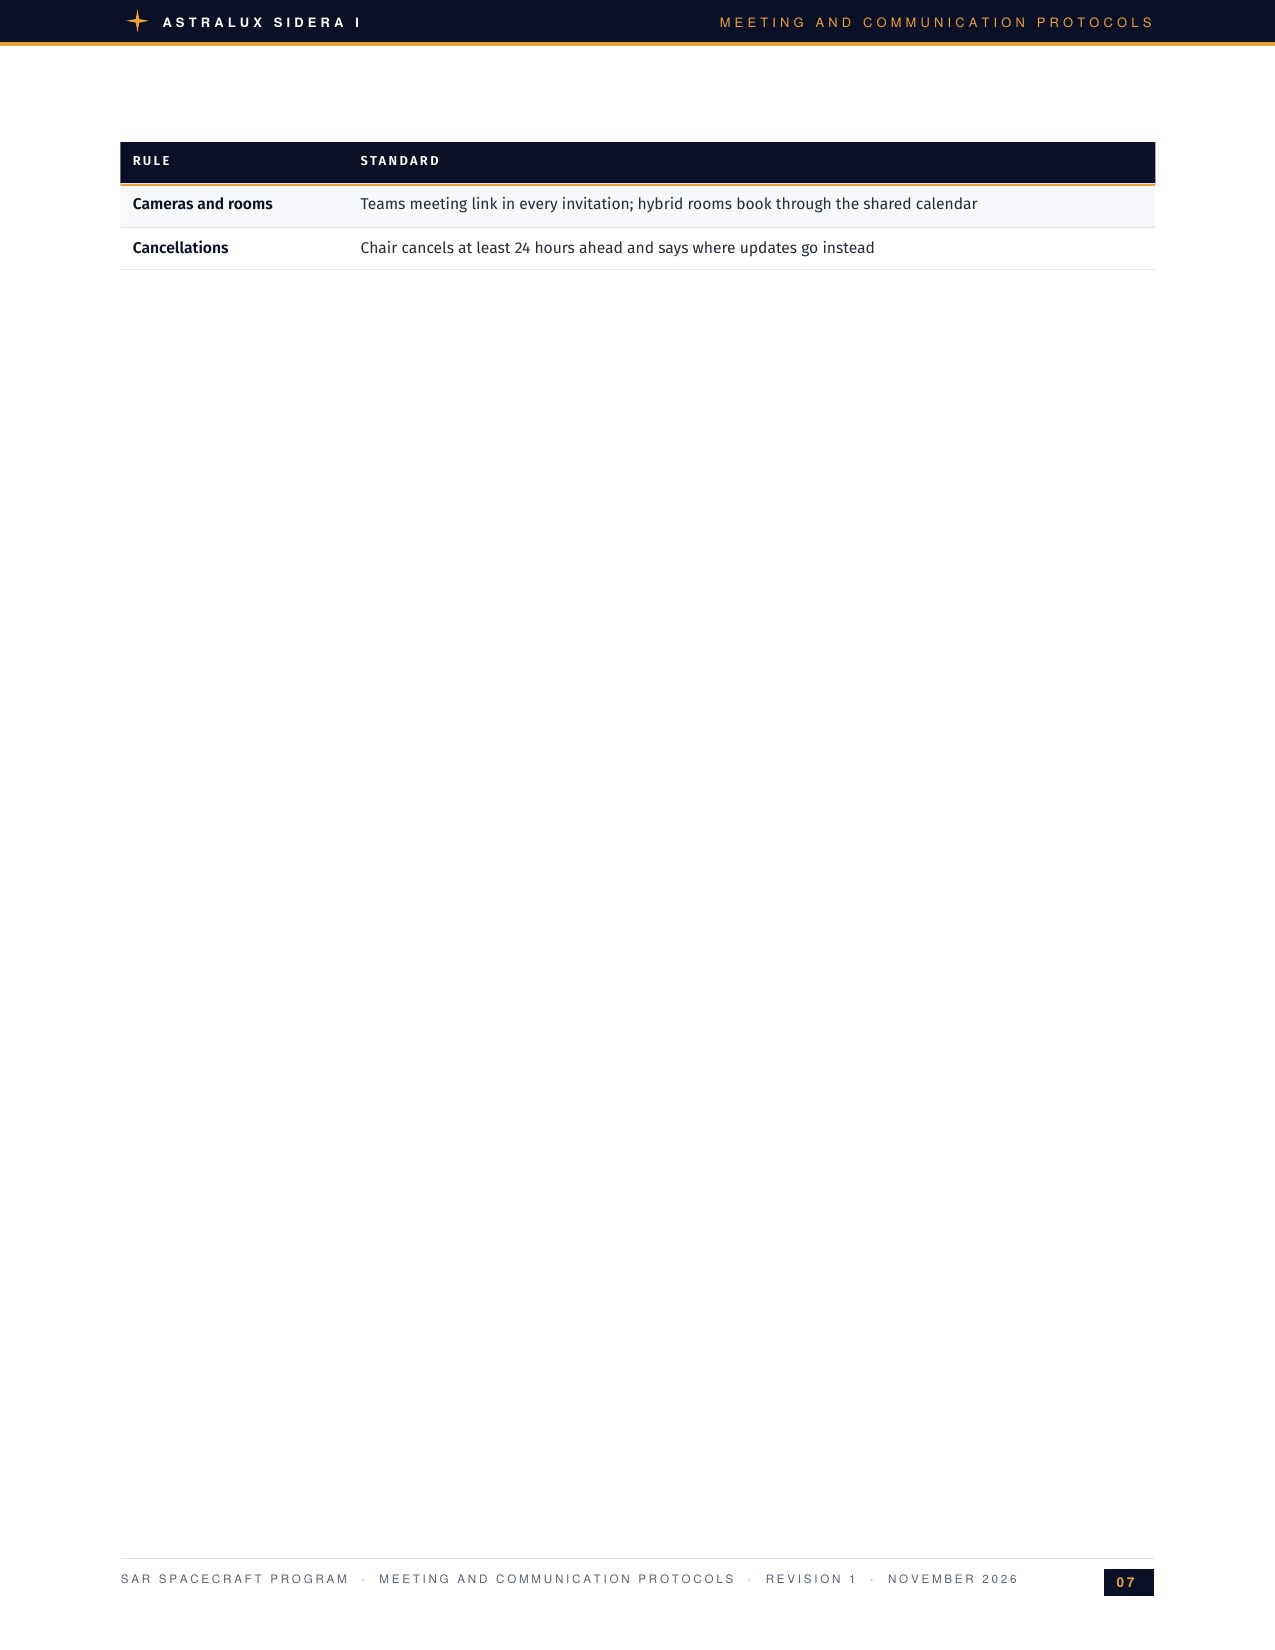 ASTRALUX SIDERA I
MEETING AND COMMUNICATION PROTOCOLS
RULE STANDARD
Cameras and rooms Teams meeting link in every invitation; hybrid rooms book through the shared calendar
Cancellations Chair cancels at least 24 hours ahead and says where updates go instead
SAR SPACECRAFT PROGRAM · MEETING AND COMMUNICATION PROTOCOLS · REVISION 1 · NOVEMBER 2026
07